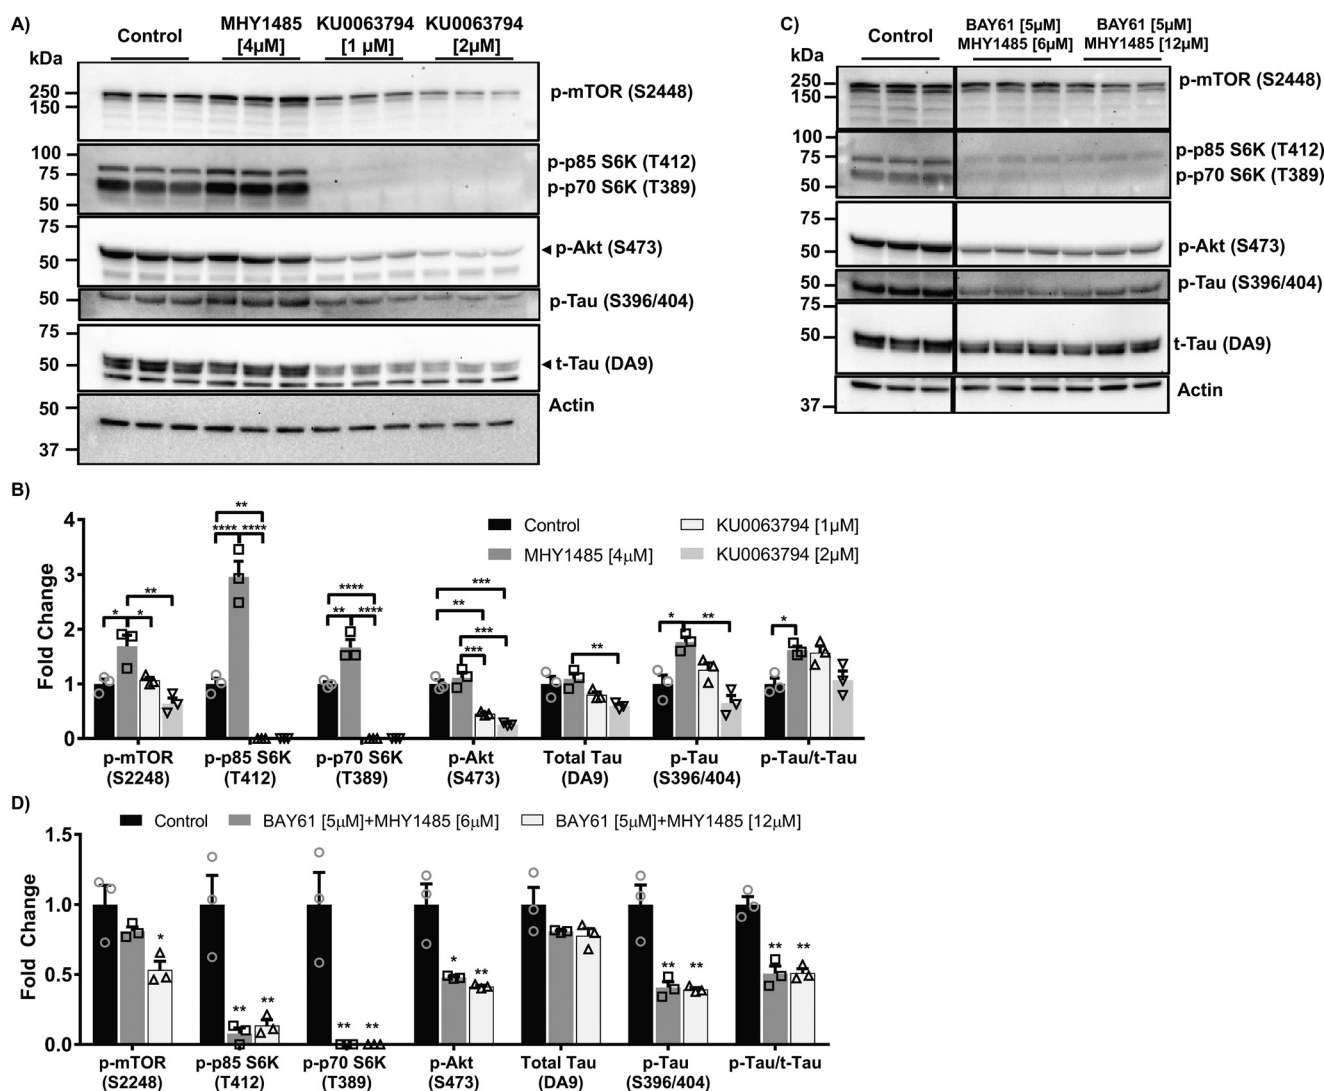 A)
Control
MHY1485
[4µM]
KU0063794
[1 µM]
KU0063794
[2µM]
kDa
250
150
p-mTOR (S2448)
100
75
50
p-p85 S6K (T412)
p-p70 S6K (T389)
75
50
p-Akt (S473)
50
p-Tau (S396/404)
75
50
t-Tau (DA9)
50
37
Actin
C)
Control
BAY61 [5µM]
MHY1485 [6µM]
BAY61 [5µM]
MHY1485 [12µM]
kDa
250
150
p-mTOR (S2448)
100
75
50
p-p85 S6K (T412)
p-p70 S6K (T389)
75
50
p-Akt (S473)
50
p-Tau (S396/404)
75
50
t-Tau (DA9)
37
Actin
B)
Fold Change
4
3
2
1
0
Control
MHY1485 [4µM]
KU0063794 [1µM]
KU0063794 [2µM]
**
**** ****
* *
**
****
** ****
***
**
***
***
**
* **
*
p-mTOR
(S2248)
p-p85 S6K
(T412)
p-p70 S6K
(T389)
p-Akt
(S473)
Total Tau
(DA9)
p-Tau
(S396/404)
p-Tau/t-Tau
D)
Control
BAY61 [5µM]+MHY1485 [6µM]
BAY61 [5µM]+MHY1485 [12µM]
Fold Change
1.5
1.0
0.5
0.0
*
** **
** **
* **
** **
** **
p-mTOR
(S2248)
p-p85 S6K
(T412)
p-p70 S6K
(T389)
p-Akt
(S473)
Total Tau
(DA9)
p-Tau
(S396/404)
p-Tau/t-Tau